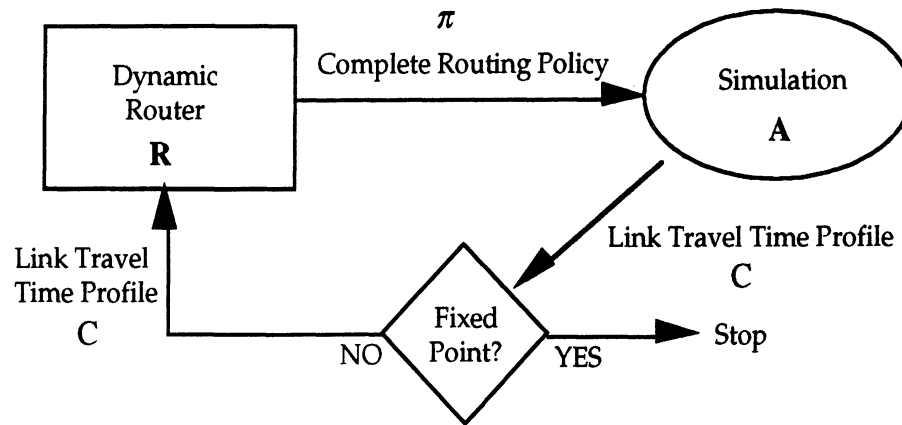 π
Complete Routing Policy
Dynamic
Router
R
Simulation
A
Link Travel Time Profile
C
Fixed
Point?
NO
YES
Stop
Link Travel
Time Profile
C